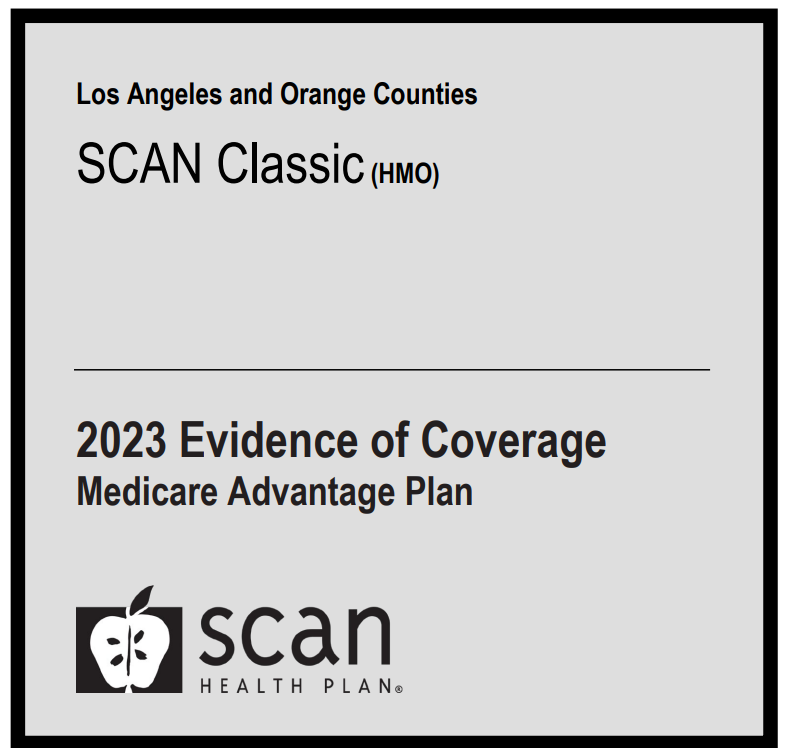 Los Angeles and Orange Counties
SCAN Classic (HMO)
2023 Evidence of Coverage
Medicare Advantage Plan
scan
HEALTH PLAN®